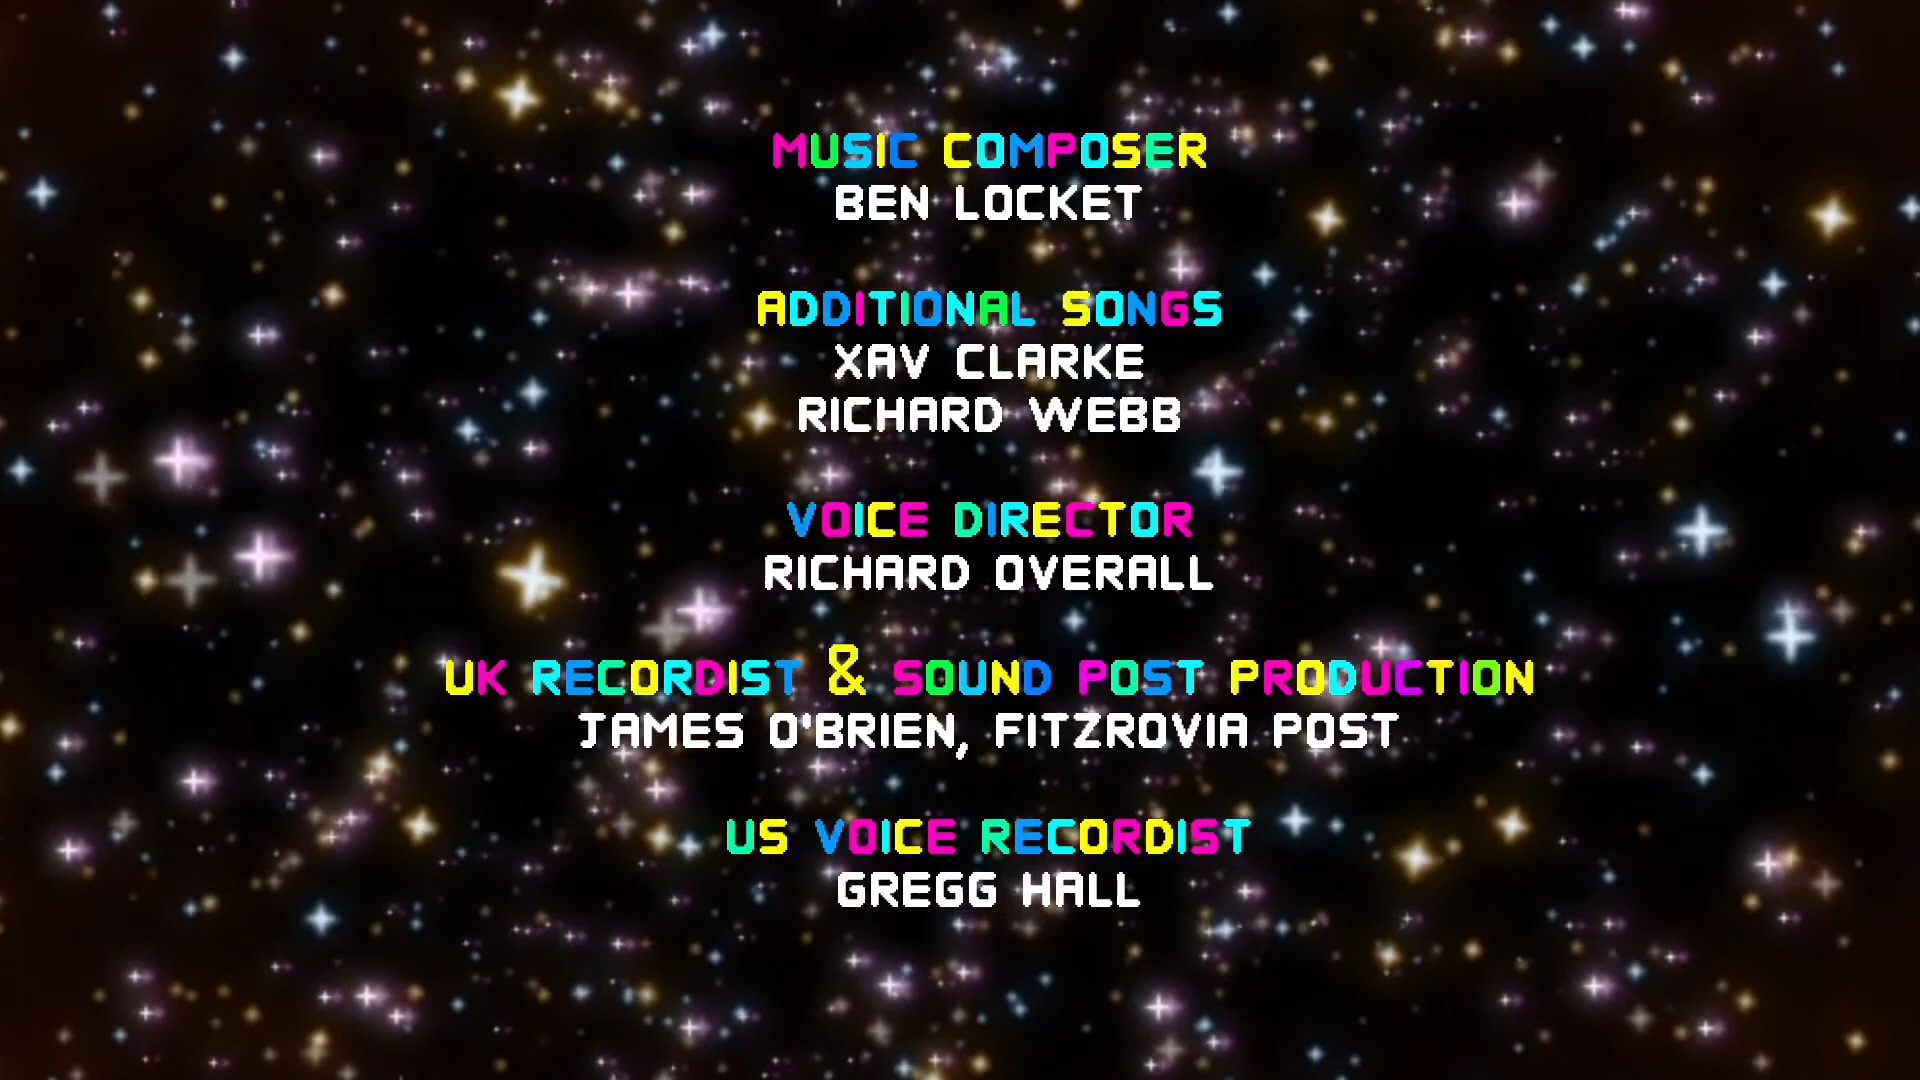 MUSIC COMPOSER
BEN LOCKET
ADDITIONAL SONGS
XAV CLARKE
RICHARD WEBB
VOICE DIRECTOR
RICHARD OVERALL
UK RECORDIST & SOUND POST PRODUCTION
JAMES O'BRIEN, FITZROVIA POST
US VOICE RECORDIST
GREGG HALL